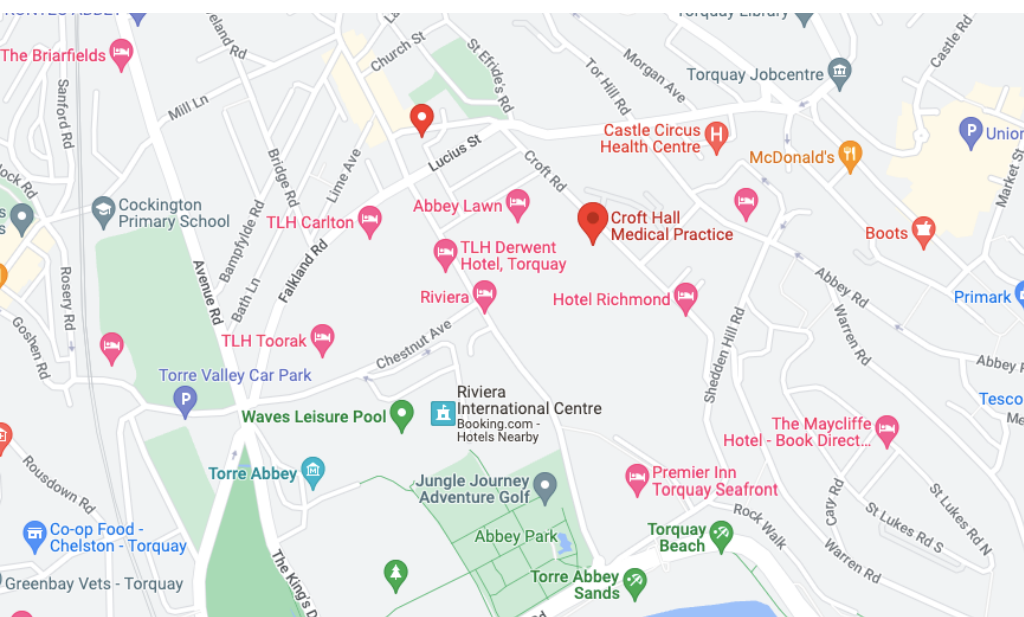 Torquay Library
The Briarfields
Sanford Rd
Mill Ln
Church St
St Efride's Rd
Tor Hill Rd
Morgan Ave
Torquay Jobcentre
Castle Rd
Castle Circus
Health Centre
McDonald's
Union
Market St
Lucius St
Croft Rd
Lime Ave
Bridge Rd
Cockington
Primary School
TLH Carlton
Abbey Lawn
Croft Hall
Medical Practice
Boots
Bampfylde Rd
Bath Ln
Falkland Rd
Avenue Rd
Rosery Rd
Goshen Rd
TLH Derwent
Hotel, Torquay
Riviera
Hotel Richmond
Abbey Rd
Primark
Warren Rd
Shedden Hill Rd
TLH Toorak
Chestnut Ave
Torre Valley Car Park
Abbey
Tesco
Waves Leisure Pool
Riviera
International Centre
Booking.com -
Hotels Nearby
The Maycliffe
Hotel - Book Direct...
Torre Abbey
Jungle Journey
Adventure Golf
Premier Inn
Torquay Seafront
Rousdown Rd
Cary Rd
St Lukes Rd S
St Lukes Rd N
Rock Walk
Co-op Food -
Chelston - Torquay
Abbey Park
Torquay
Beach
Warren Rd
Greenbay Vets - Torquay
The King's D
Torre Abbey
Sands
Rd